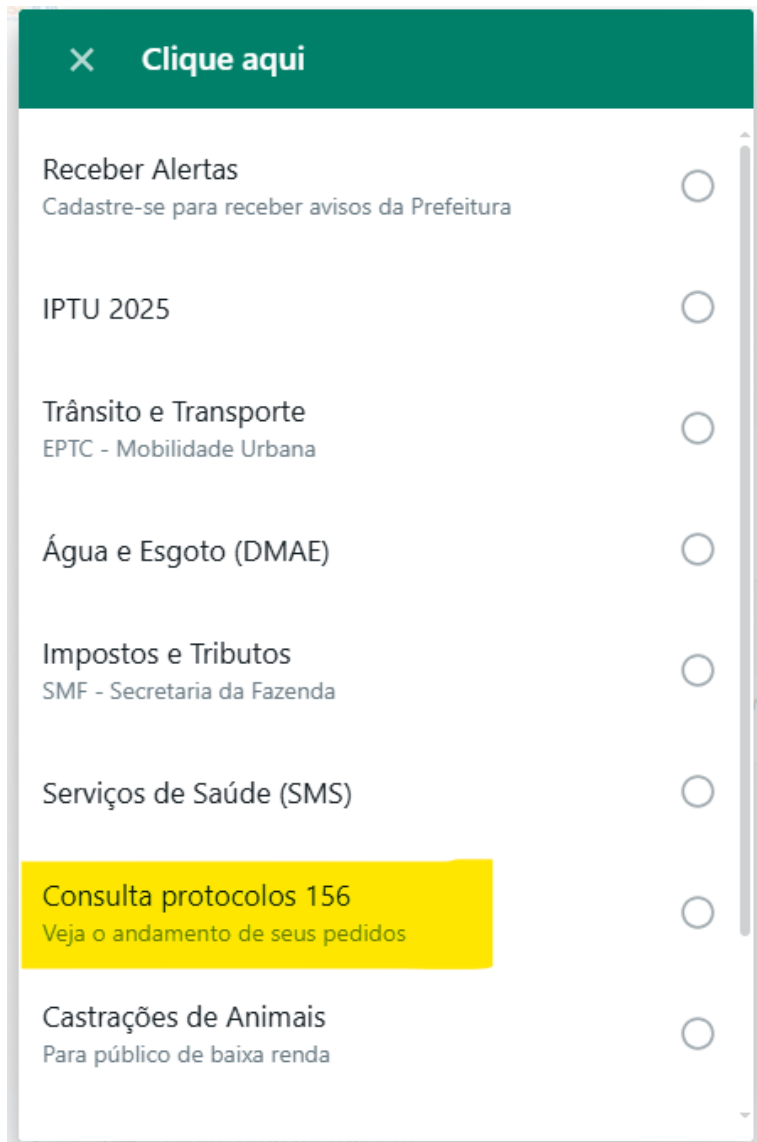 Clique aqui
Receber Alertas
Cadastre-se para receber avisos da Prefeitura
IPTU 2025
Trânsito e Transporte
EPTC - Mobilidade Urbana
Água e Esgoto (DMAE)
Impostos e Tributos
SMF - Secretaria da Fazenda
Serviços de Saúde (SMS)
Consulta protocolos 156
Veja o andamento de seus pedidos
Castrações de Animais
Para público de baixa renda